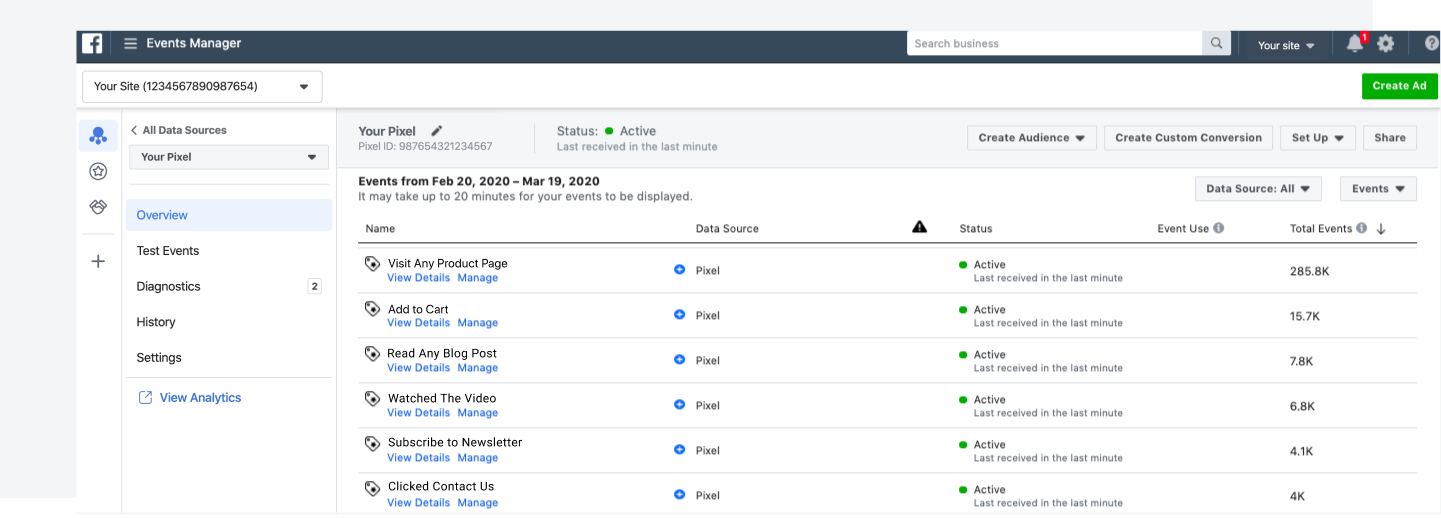 f Events Manager Search business Your site 1
Your Site (1234567890987654) Create Ad
All Data Sources
Your Pixel
Overview
Test Events
Diagnostics 2
History
Settings
View Analytics
Your Pixel
Pixel ID: 987654321234567
Status: Active
Last received in the last minute
Create Audience Create Custom Conversion Set Up Share
Events from Feb 20, 2020 – Mar 19, 2020
It may take up to 20 minutes for your events to be displayed.
Data Source: All Events
Name Data Source Status Event Use Total Events
Visit Any Product Page Pixel Active 285.8K
View Details Manage Last received in the last minute
Add to Cart Pixel Active 15.7K
View Details Manage Last received in the last minute
Read Any Blog Post Pixel Active 7.8K
View Details Manage Last received in the last minute
Watched The Video Pixel Active 6.8K
View Details Manage Last received in the last minute
Subscribe to Newsletter Pixel Active 4.1K
View Details Manage Last received in the last minute
Clicked Contact Us Pixel Active 4K
View Details Manage Last received in the last minute